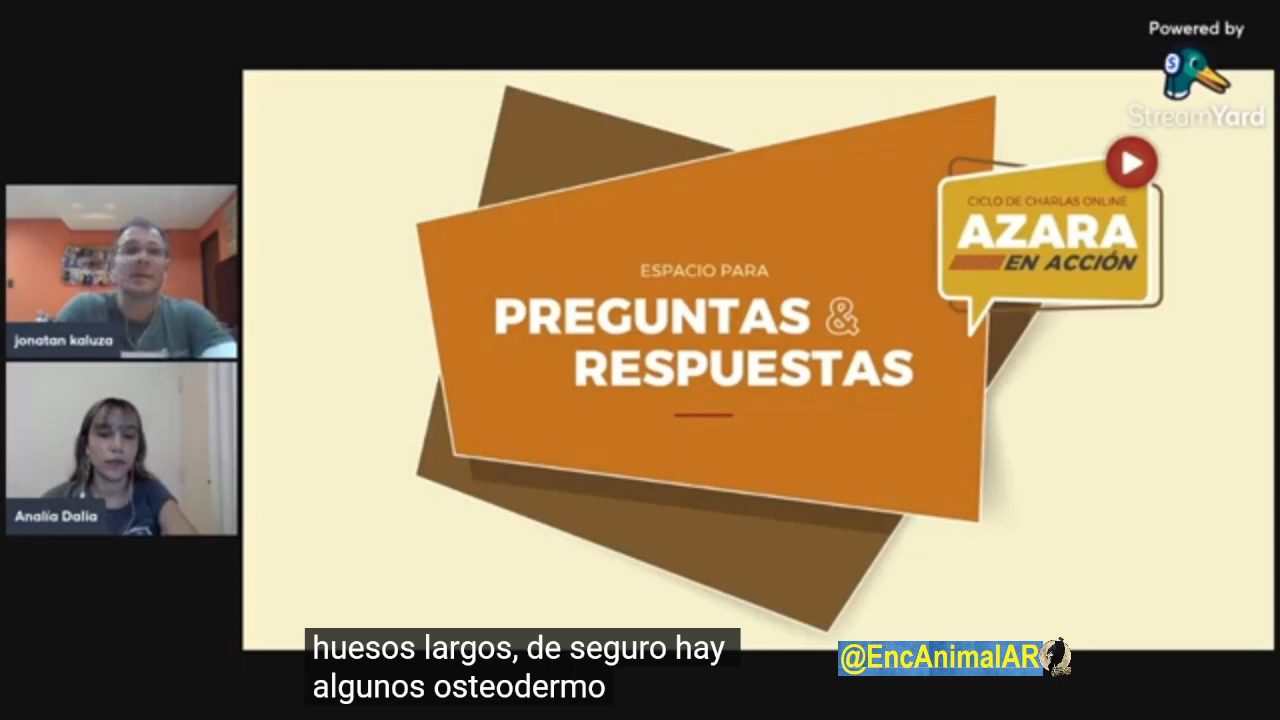 Powered by
StreamYard
CICLO DE CHARLAS ONLINE
AZARA
EN ACCIÓN
ESPACIO PARA
PREGUNTAS &
RESPUESTAS
jonatan kaluza
Analía Dalia
huesos largos, de seguro hay
algunos osteodermo
@EncAnimalAR